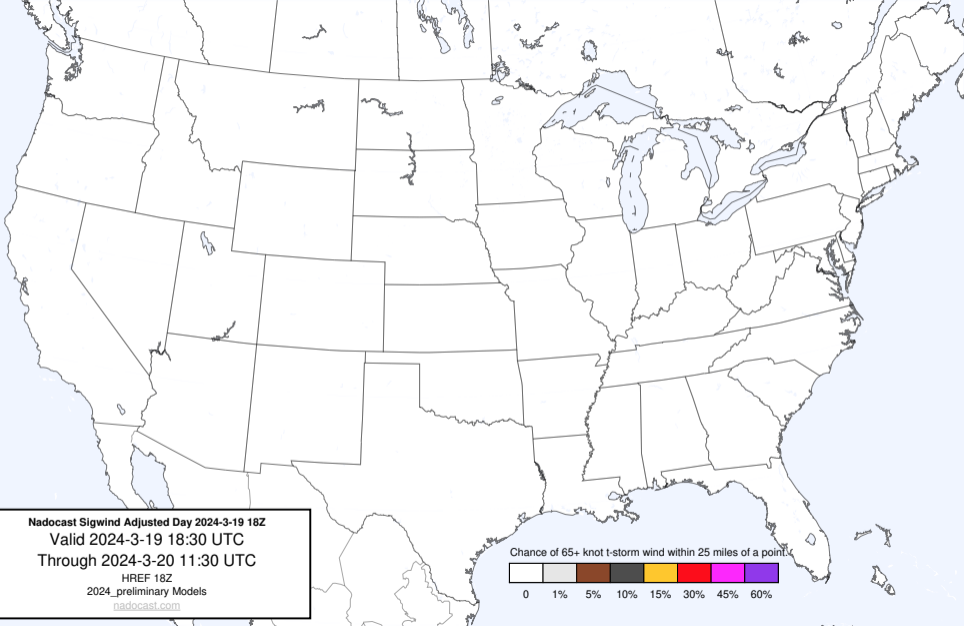 Nadocast Sigwind Adjusted Day 2024-3-19 18Z
Valid 2024-3-19 18:30 UTC
Through 2024-3-20 11:30 UTC
HREF 18Z
2024_preliminary Models
nadocast.com
Chance of 65+ knot t-storm wind within 25 miles of a point.
0 1% 5% 10% 15% 30% 45% 60%